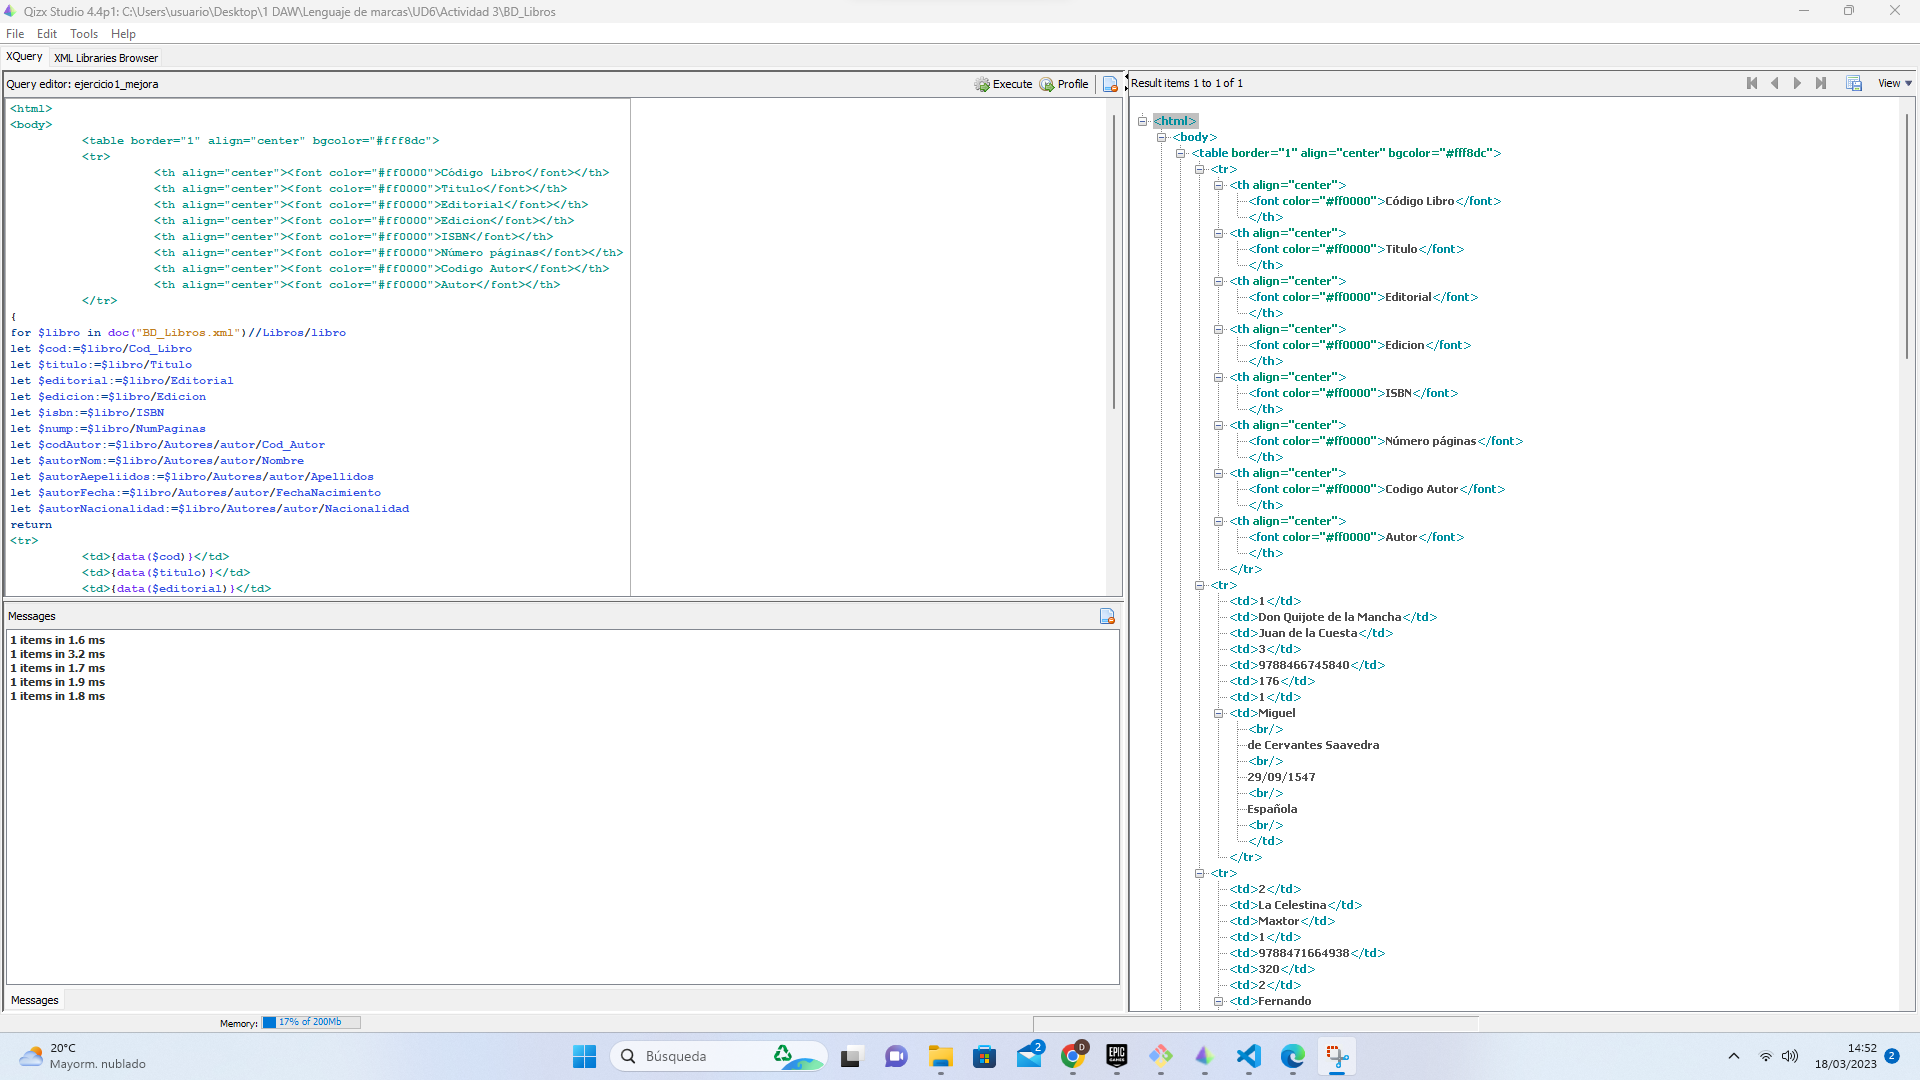 Qizx Studio 4.4p1: C:\Users\usuario\Desktop\1 DAW\Lenguaje de marcas\UD6\Actividad 3\BD_Libros
File Edit Tools Help
XQuery XML Libraries Browser
Query editor: ejercicio1_mejora Execute Profile
<html>
<body>
<table border="1" align="center" bgcolor="#fff8dc">
<tr>
<th align="center"><font color="#ff0000">Código Libro</font></th>
<th align="center"><font color="#ff0000">Titulo</font></th>
<th align="center"><font color="#ff0000">Editorial</font></th>
<th align="center"><font color="#ff0000">Edicion</font></th>
<th align="center"><font color="#ff0000">ISBN</font></th>
<th align="center"><font color="#ff0000">Número páginas</font></th>
<th align="center"><font color="#ff0000">Codigo Autor</font></th>
<th align="center"><font color="#ff0000">Autor</font></th>
</tr>
{
for $libro in doc("BD_Libros.xml")//Libros/libro
let $cod:=$libro/Cod_Libro
let $titulo:=$libro/Titulo
let $editorial:=$libro/Editorial
let $edicion:=$libro/Edicion
let $isbn:=$libro/ISBN
let $nump:=$libro/NumPaginas
let $codAutor:=$libro/Autores/autor/Cod_Autor
let $autorNom:=$libro/Autores/autor/Nombre
let $autorAepeliidos:=$libro/Autores/autor/Apellidos
let $autorFecha:=$libro/Autores/autor/FechaNacimiento
let $autorNacionalidad:=$libro/Autores/autor/Nacionalidad
return
<tr>
<td>{data($cod)}</td>
<td>{data($titulo)}</td>
<td>{data($editorial)}</td>
Messages
1 items in 1.6 ms
1 items in 3.2 ms
1 items in 1.7 ms
1 items in 1.9 ms
1 items in 1.8 ms
Messages
Memory: 17% of 200Mb
Result items 1 to 1 of 1 View
<html>
<body>
<table border="1" align="center" bgcolor="#fff8dc">
<tr>
<th align="center">
<font color="#ff0000">Código Libro</font>
</th>
<th align="center">
<font color="#ff0000">Titulo</font>
</th>
<th align="center">
<font color="#ff0000">Editorial</font>
</th>
<th align="center">
<font color="#ff0000">Edicion</font>
</th>
<th align="center">
<font color="#ff0000">ISBN</font>
</th>
<th align="center">
<font color="#ff0000">Número páginas</font>
</th>
<th align="center">
<font color="#ff0000">Codigo Autor</font>
</th>
<th align="center">
<font color="#ff0000">Autor</font>
</th>
</tr>
<tr>
<td>1</td>
<td>Don Quijote de la Mancha</td>
<td>Juan de la Cuesta</td>
<td>3</td>
<td>9788466745840</td>
<td>176</td>
<td>1</td>
<td>Miguel
<br/>
de Cervantes Saavedra
<br/>
29/09/1547
<br/>
Española
<br/>
</td>
</tr>
<tr>
<td>2</td>
<td>La Celestina</td>
<td>Maxtor</td>
<td>1</td>
<td>9788471664938</td>
<td>320</td>
<td>2</td>
<td>Fernando
20°C
Mayorm. nublado
Búsqueda
2
D
EPIC GAMES
14:52
18/03/2023
2